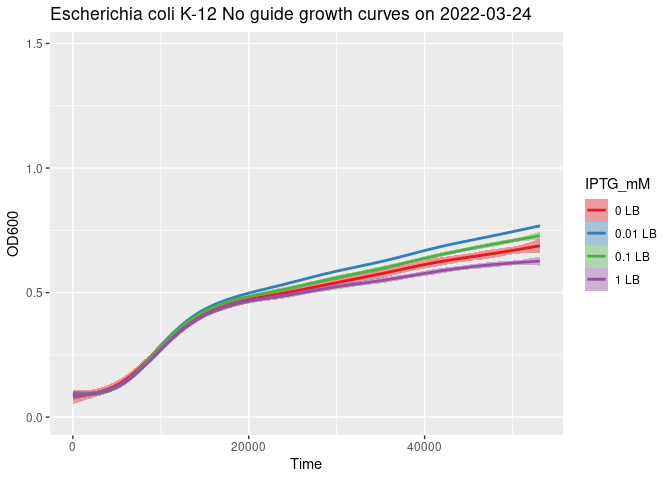 Escherichia coli K-12 No guide growth curves on 2022-03-24
1.5
1.0
0.5
0.0
OD600
0
20000
40000
Time
IPTG_mM
0 LB
0.01 LB
0.1 LB
1 LB